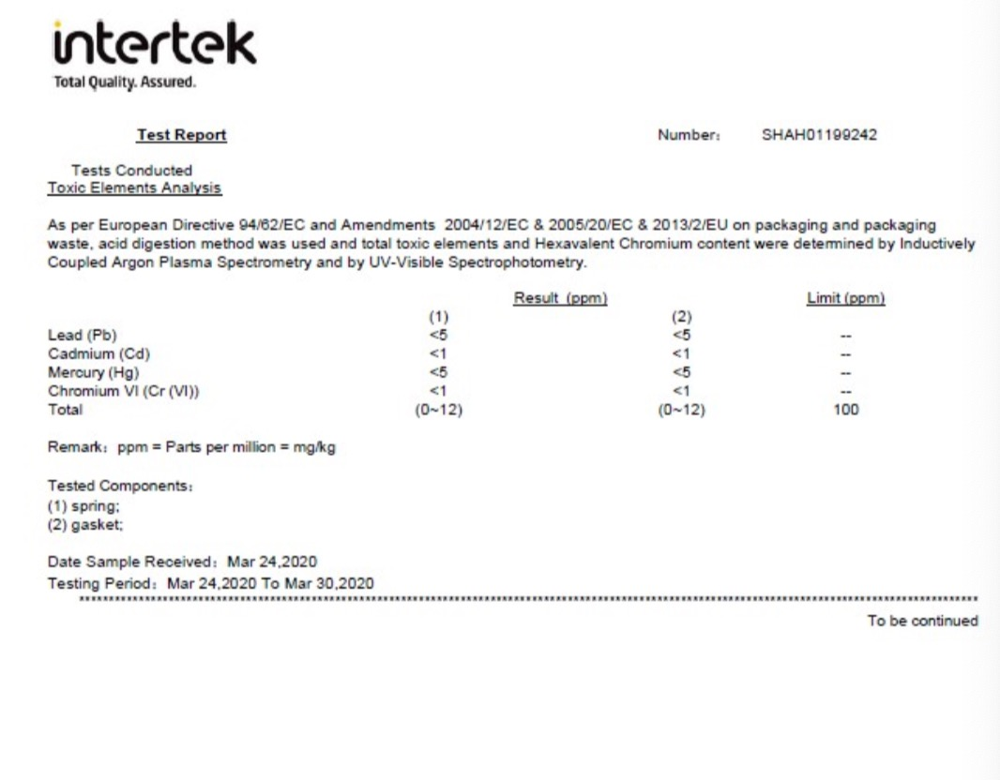 intertek
Total Quality. Assured.
Test Report Number: SHAH01199242
Tests Conducted
Toxic Elements Analysis
As per European Directive 94/62/EC and Amendments 2004/12/EC & 2005/20/EC & 2013/2/EU on packaging and packaging
waste, acid digestion method was used and total toxic elements and Hexavalent Chromium content were determined by Inductively
Coupled Argon Plasma Spectrometry and by UV-Visible Spectrophotometry.
Result (ppm) Limit (ppm)
(1) (2)
Lead (Pb) <5 <5 --
Cadmium (Cd) <1 <1 --
Mercury (Hg) <5 <5 --
Chromium VI (Cr (VI)) <1 <1 --
Total (0~12) (0~12) 100
Remark: ppm = Parts per million = mg/kg
Tested Components:
(1) spring;
(2) gasket;
Date Sample Received: Mar 24,2020
Testing Period: Mar 24,2020 To Mar 30,2020
To be continued